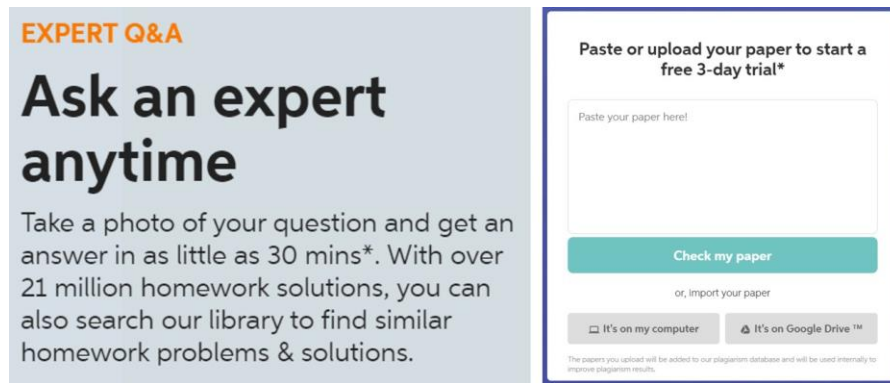 EXPERT Q&A
Ask an expert
anytime
Take a photo of your question and get an
answer in as little as 30 mins*. With over
21 million homework solutions, you can
also search our library to find similar
homework problems & solutions.
Paste or upload your paper to start a
free 3-day trial*
Paste your paper here!
Check my paper
or, import your paper
It's on my computer
It's on Google Drive ™
The papers you upload will be added to our plagiarism database and will be used internally to
improve plagiarism results.